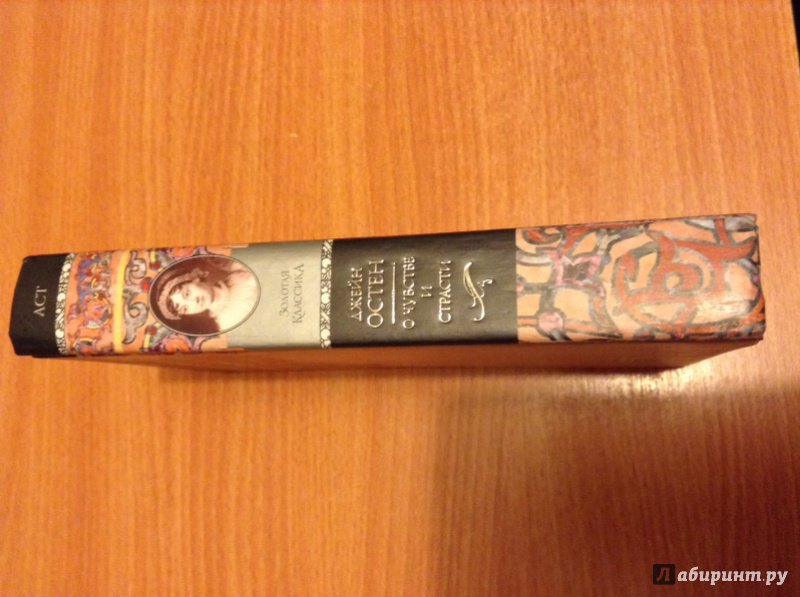 ДЖЕЙН
ОСТЕН
О ЧУВСТВЕ
И
СТРАСТИ
ЗОЛОТАЯ
КЛАССИКА
АСТ
Лабиринт.ру